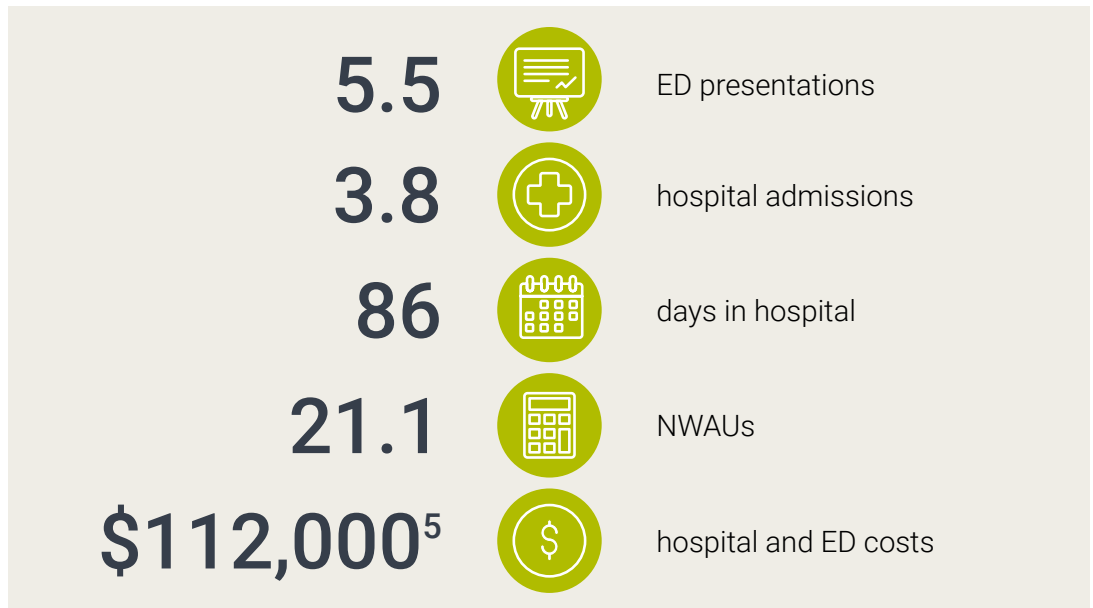 5.5 ED presentations
3.8 hospital admissions
86 days in hospital
21.1 NWAUs
$112,000⁵ hospital and ED costs